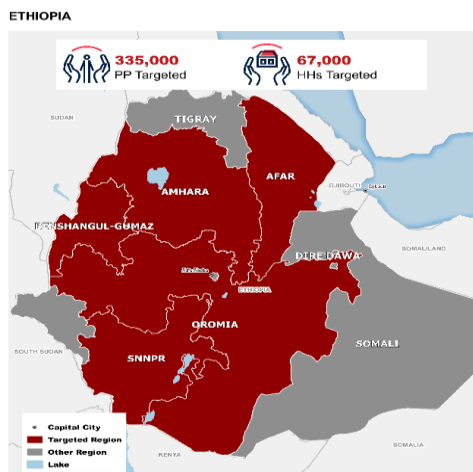 ETHIOPIA
335,000
PP Targeted
67,000
HHs Targeted
SUDAN
TIGRAY
AFAR
AMHARA
DJIBOUTI
BENSHANGUL-GUMAZ
SOMALILAND
DIRE DAWA
ETHIOPIA
OROMIA
SOMALI
SOUTH SUDAN
SNNPR
KENYA
SOMALIA
Capital City
Targeted Region
Other Region
Lake